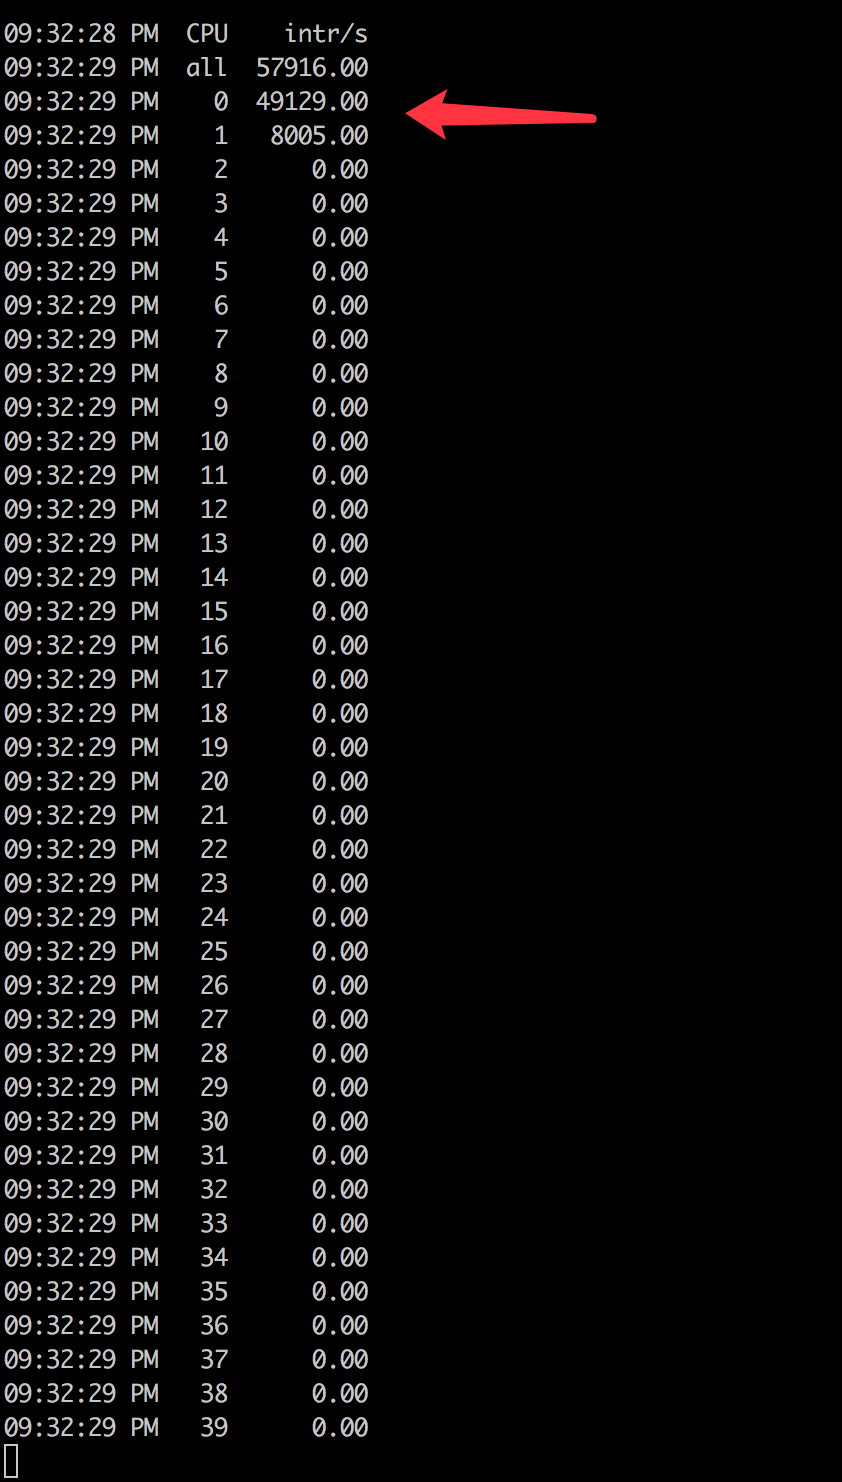 09:32:28 PM  CPU    intr/s
09:32:29 PM  all  57916.00
09:32:29 PM    0  49129.00
09:32:29 PM    1   8005.00
09:32:29 PM    2      0.00
09:32:29 PM    3      0.00
09:32:29 PM    4      0.00
09:32:29 PM    5      0.00
09:32:29 PM    6      0.00
09:32:29 PM    7      0.00
09:32:29 PM    8      0.00
09:32:29 PM    9      0.00
09:32:29 PM   10      0.00
09:32:29 PM   11      0.00
09:32:29 PM   12      0.00
09:32:29 PM   13      0.00
09:32:29 PM   14      0.00
09:32:29 PM   15      0.00
09:32:29 PM   16      0.00
09:32:29 PM   17      0.00
09:32:29 PM   18      0.00
09:32:29 PM   19      0.00
09:32:29 PM   20      0.00
09:32:29 PM   21      0.00
09:32:29 PM   22      0.00
09:32:29 PM   23      0.00
09:32:29 PM   24      0.00
09:32:29 PM   25      0.00
09:32:29 PM   26      0.00
09:32:29 PM   27      0.00
09:32:29 PM   28      0.00
09:32:29 PM   29      0.00
09:32:29 PM   30      0.00
09:32:29 PM   31      0.00
09:32:29 PM   32      0.00
09:32:29 PM   33      0.00
09:32:29 PM   34      0.00
09:32:29 PM   35      0.00
09:32:29 PM   36      0.00
09:32:29 PM   37      0.00
09:32:29 PM   38      0.00
09:32:29 PM   39      0.00